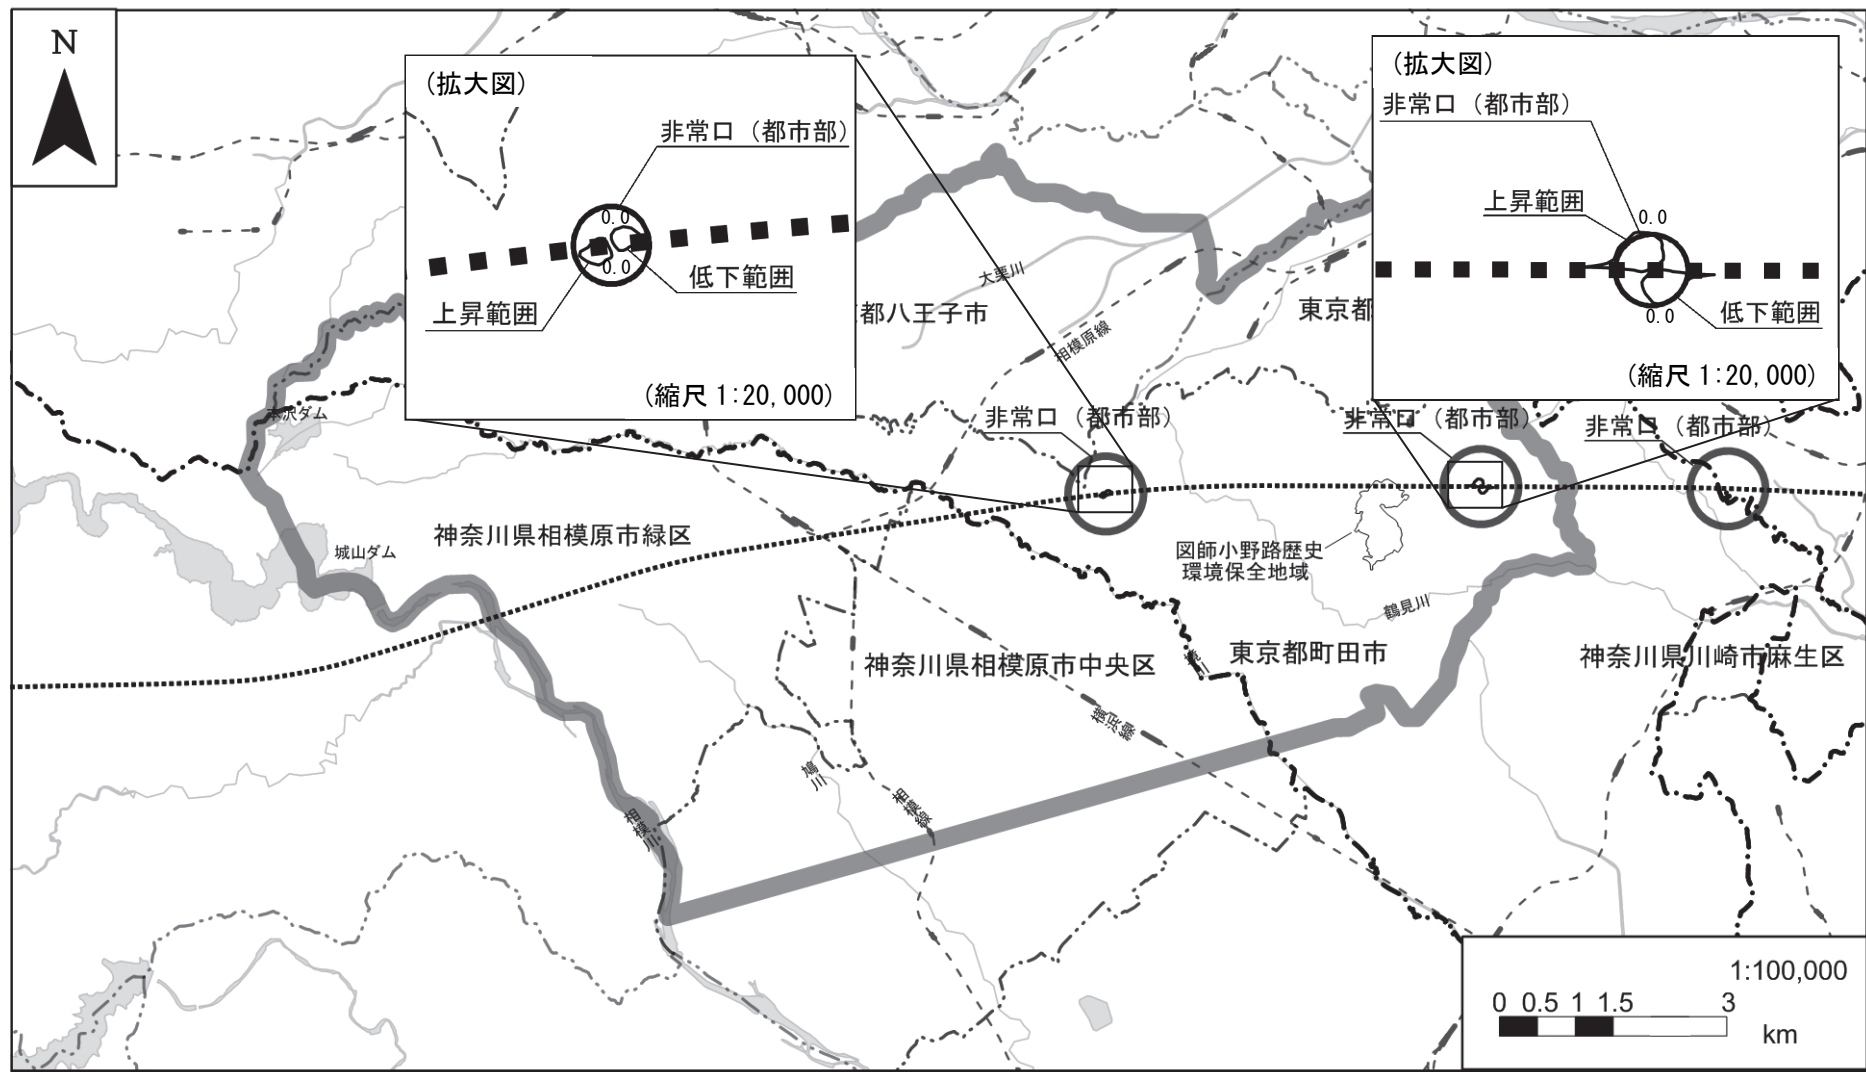 N
(拡大図)
非常口（都市部）
0.0
0.0
低下範囲
上昇範囲
(縮尺 1:20,000)
(拡大図)
非常口（都市部）
上昇範囲
0.0
0.0
低下範囲
(縮尺 1:20,000)
大栗川
都八王子市
東京都
相模原線
本沢ダム
非常口（都市部）
非常口（都市部）
非常口（都市部）
神奈川県相模原市緑区
城山ダム
図師小野路歴史
環境保全地域
鶴見川
神奈川県相模原市中央区
境川
東京都町田市
神奈川県川崎市麻生区
横浜線
鳩川
相模線
相模川
1:100,000
0 0.5 1 1.5 3
km